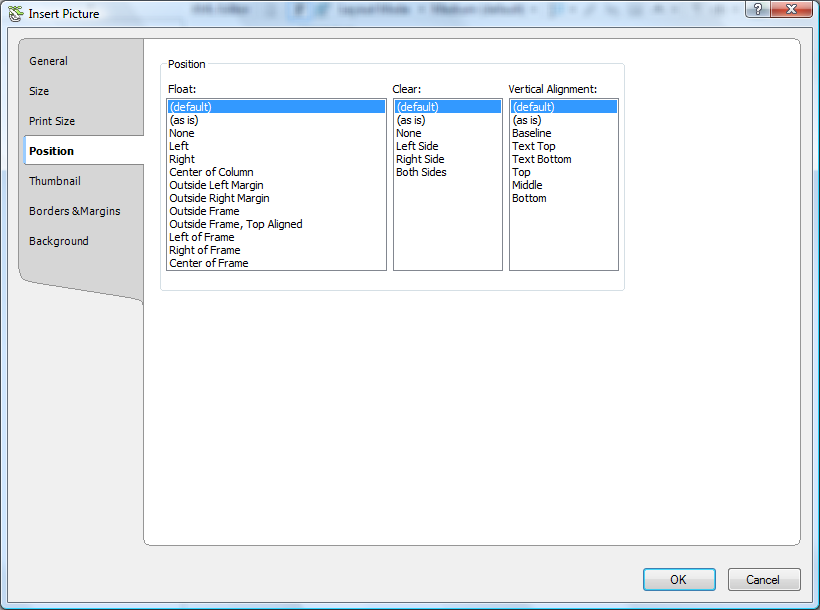 Insert Picture
General
Size
Print Size
Position
Thumbnail
Borders &Margins
Background
Position
Float:
(default)
(as is)
None
Left
Right
Center of Column
Outside Left Margin
Outside Right Margin
Outside Frame
Outside Frame, Top Aligned
Left of Frame
Right of Frame
Center of Frame
Clear:
(default)
(as is)
None
Left Side
Right Side
Both Sides
Vertical Alignment:
(default)
(as is)
Baseline
Text Top
Text Bottom
Top
Middle
Bottom
OK
Cancel